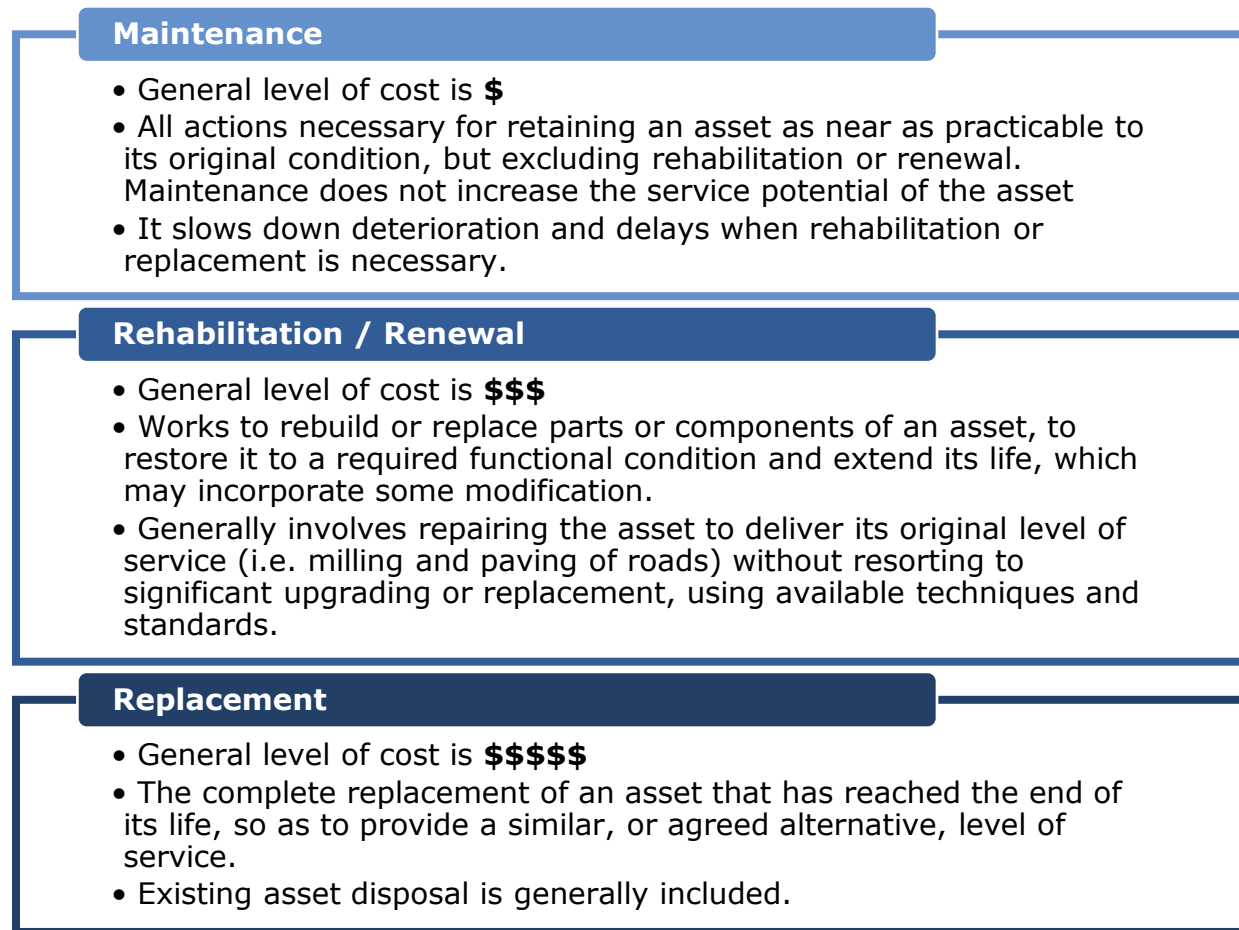 Maintenance
• General level of cost is $
• All actions necessary for retaining an asset as near as practicable to
its original condition, but excluding rehabilitation or renewal.
Maintenance does not increase the service potential of the asset
• It slows down deterioration and delays when rehabilitation or
replacement is necessary.
Rehabilitation / Renewal
• General level of cost is $$$
• Works to rebuild or replace parts or components of an asset, to
restore it to a required functional condition and extend its life, which
may incorporate some modification.
• Generally involves repairing the asset to deliver its original level of
service (i.e. milling and paving of roads) without resorting to
significant upgrading or replacement, using available techniques and
standards.
Replacement
• General level of cost is $$$$$
• The complete replacement of an asset that has reached the end of
its life, so as to provide a similar, or agreed alternative, level of
service.
• Existing asset disposal is generally included.